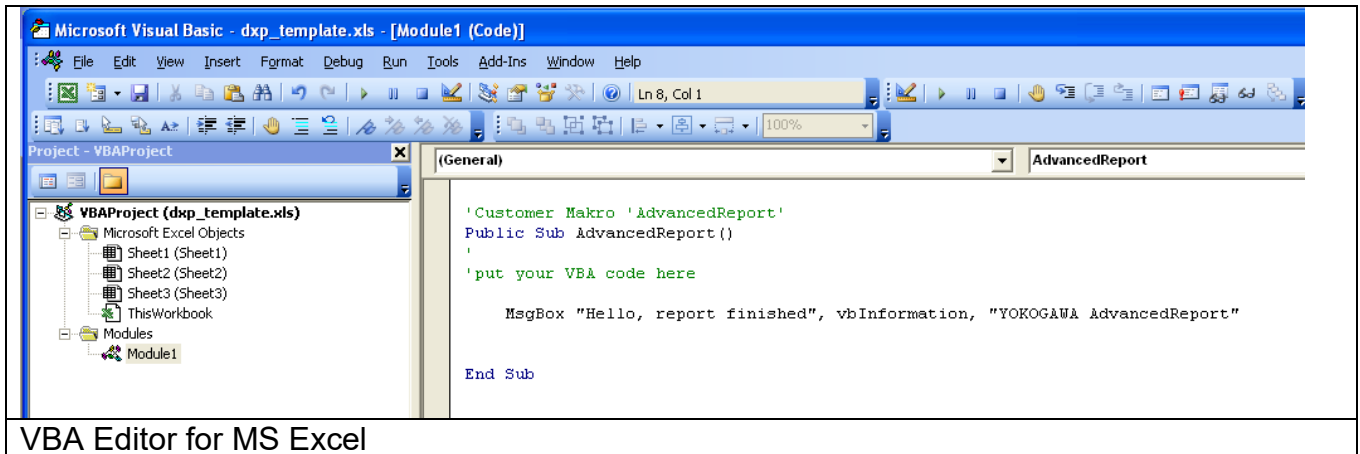 Microsoft Visual Basic - dxp_template.xls - [Module1 (Code)]
File Edit View Insert Format Debug Run Tools Add-Ins Window Help
Ln 8, Col 1
100%
Project - VBAProject
(General)
AdvancedReport
VBAProject (dxp_template.xls)
Microsoft Excel Objects
Sheet1 (Sheet1)
Sheet2 (Sheet2)
Sheet3 (Sheet3)
ThisWorkbook
Modules
Module1
'Customer Makro 'AdvancedReport'
Public Sub AdvancedReport()
'
'put your VBA code here
MsgBox "Hello, report finished", vbInformation, "YOKOGAWA AdvancedReport"
End Sub
VBA Editor for MS Excel